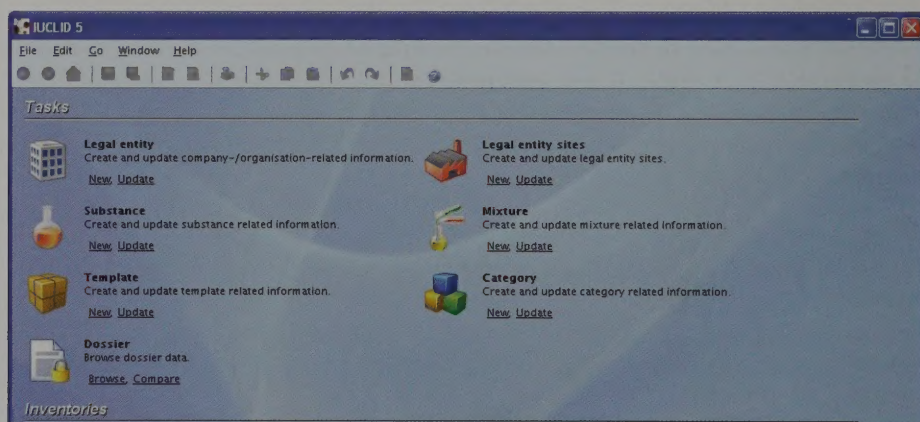 IUCLID 5
File Edit Go Window Help
Tasks
Legal entity
Create and update company-/organisation-related information.
New, Update
Legal entity sites
Create and update legal entity sites.
New, Update
Substance
Create and update substance related information.
New, Update
Mixture
Create and update mixture related information.
New, Update
Template
Create and update template related information.
New, Update
Category
Create and update category related information.
New, Update
Dossier
Browse dossier data.
Browse, Compare
Inventories